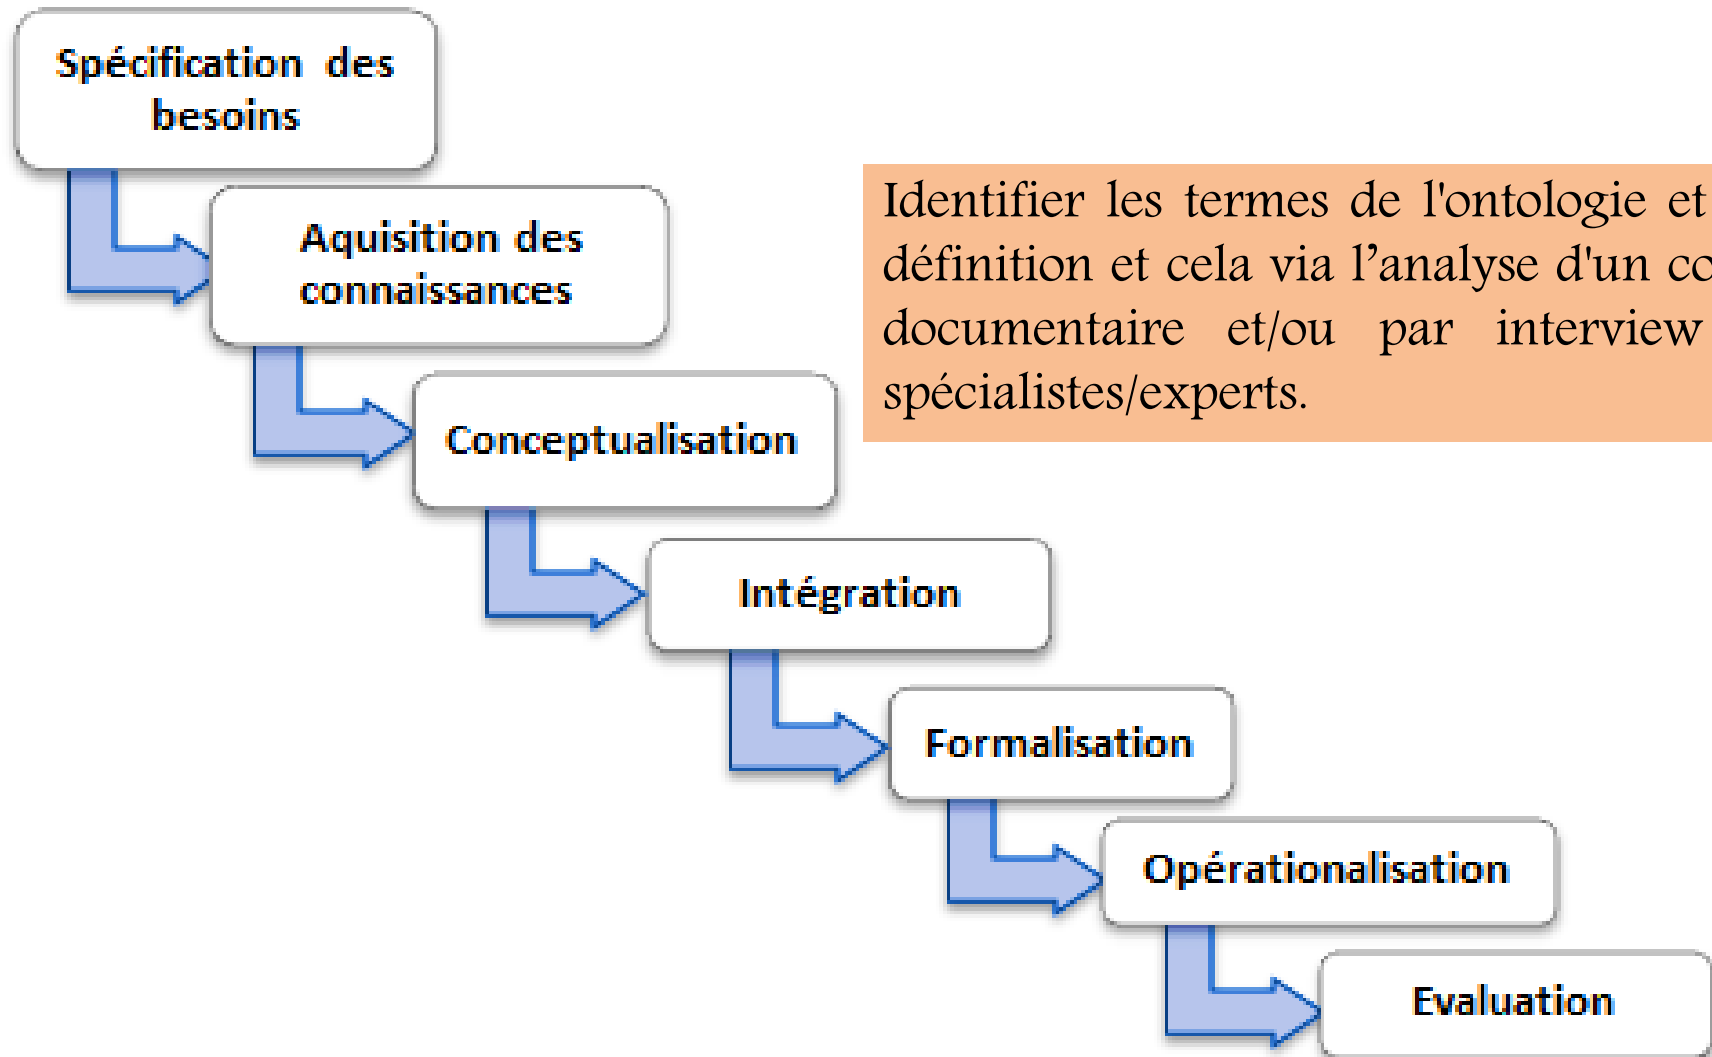 Spécification des
besoins
Aquisition des
connaissances
Identifier les termes de l'ontologie et
définition et cela via l’analyse d'un
documentaire et/ou par interview
spécialistes/experts.
Conceptualisation
Intégration
Formalisation
Opérationalisation
Evaluation